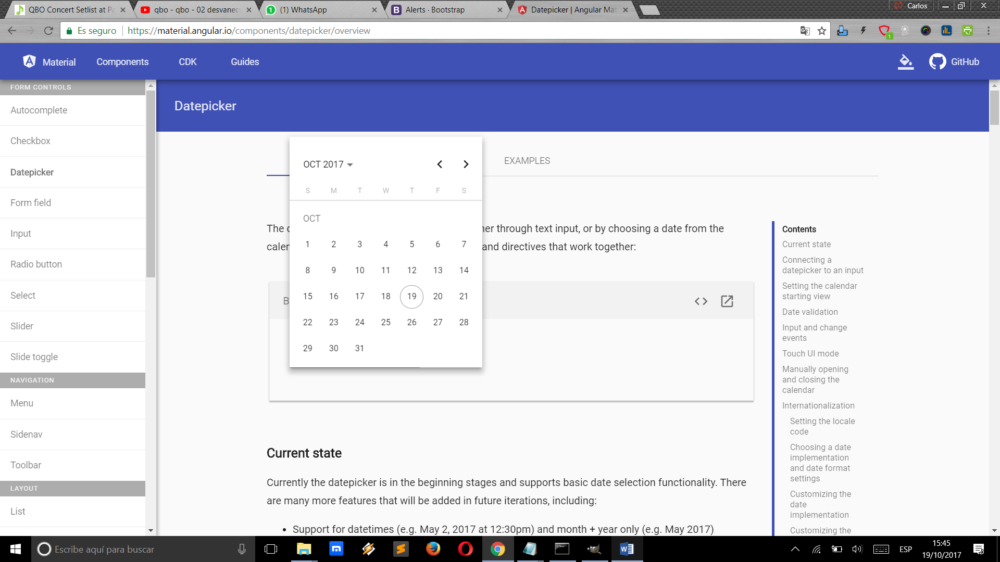 QBO Concert Setlist at Pa
qbo - qbo - 02 desvanec
(1) WhatsApp
Alerts · Bootstrap
Datepicker | Angular Mat
Carlos
Es seguro
https://material.angular.io/components/datepicker/overview
1
Material
Components
CDK
Guides
GitHub
FORM CONTROLS
Autocomplete
Checkbox
Datepicker
Form field
Input
Radio button
Select
Slider
Slide toggle
NAVIGATION
Menu
Sidenav
Toolbar
LAYOUT
List
Datepicker
EXAMPLES
OCT 2017
S M T W T F S
OCT
1 2 3 4 5 6 7
8 9 10 11 12 13 14
15 16 17 18 19 20 21
22 23 24 25 26 27 28
29 30 31
The through text input, or by choosing a date from the
and directives that work together:
Current state
Currently the datepicker is in the beginning stages and supports basic date selection functionality. There
are many more features that will be added in future iterations, including:
• Support for datetimes (e.g. May 2, 2017 at 12:30pm) and month + year only (e.g. May 2017)
Contents
Current state
Connecting a
datepicker to an input
Setting the calendar
starting view
Date validation
Input and change
events
Touch UI mode
Manually opening
and closing the
calendar
Internationalization
Setting the locale
code
Choosing a date
implementation
and date format
settings
Customizing the
date
implementation
Customizing the
Escribe aquí para buscar
ESP
15:45
19/10/2017